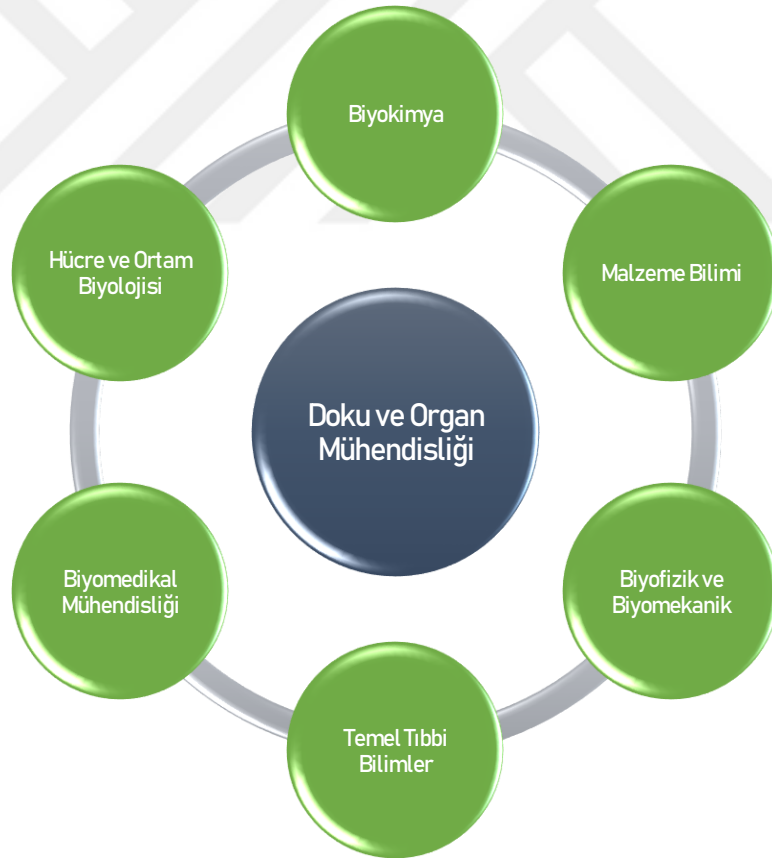 Biyokimya
Hücre ve Ortam
Biyolojisi
Malzeme Bilimi
Doku ve Organ
Mühendisliği
Biyomedikal
Mühendisliği
Biyofizik ve
Biyomekanik
Temel Tıbbi
Bilimler